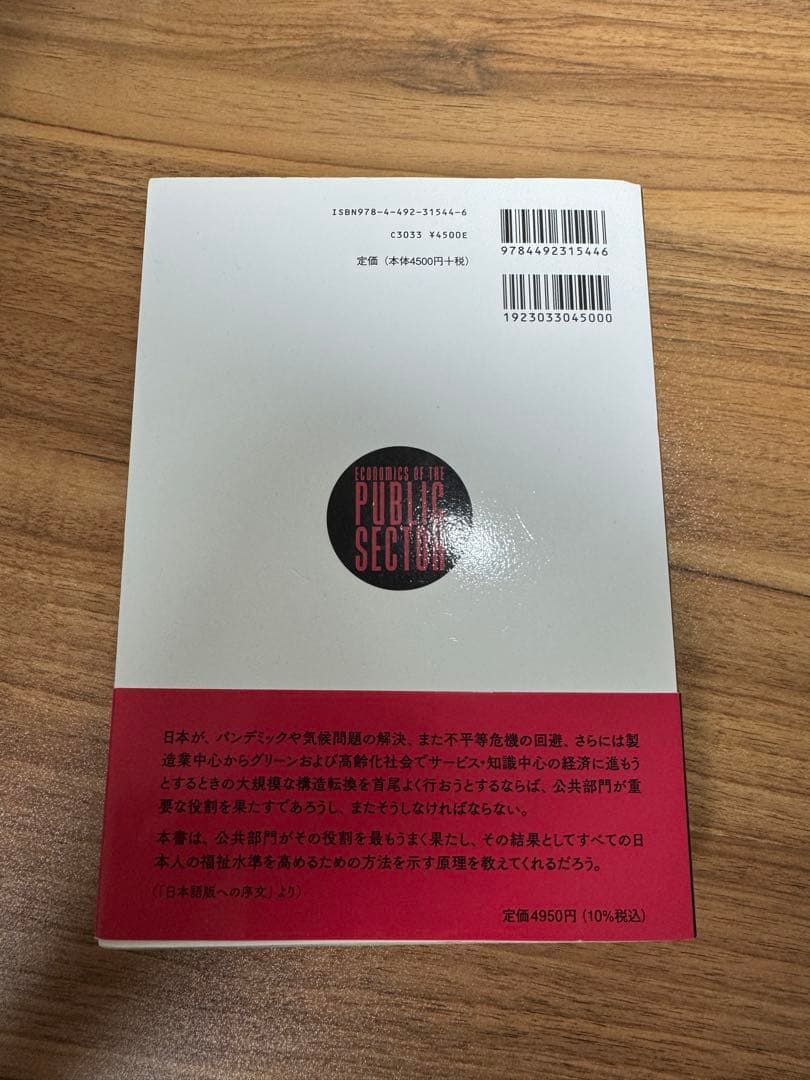 ISBN978-4-492-31544-6
C3033 ¥4500E
定価（本体4500円＋税）
9784492315446
1923033045000
ECONOMICS OF THE
PUBLIC
SECTOR
日本が、パンデミックや気候問題の解決、また不平等危機の回避、さらには製
造業中心からグリーンおよび高齢化社会でサービス・知識中心の経済に進もう
とするときの大規模な構造転換を首尾よく行おうとするならば、公共部門が重
要な役割を果たすであろうし、またそうしなければならない。
本書は、公共部門がその役割を最もうまく果たし、その結果としてすべての日
本人の福祉水準を高めるための方法を示す原理を教えてくれるだろう。
（「日本語版への序文」より）
定価4950円（10％税込）